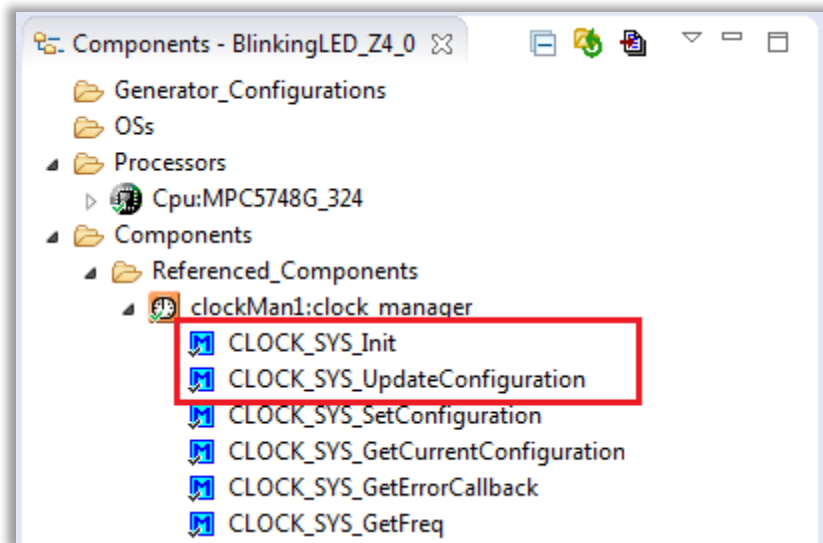 Components - BlinkingLED_Z4_0
Generator_Configurations
OSs
Processors
Cpu:MPC5748G_324
Components
Referenced_Components
clockMan1:clock_manager
CLOCK_SYS_Init
CLOCK_SYS_UpdateConfiguration
CLOCK_SYS_SetConfiguration
CLOCK_SYS_GetCurrentConfiguration
CLOCK_SYS_GetErrorCallback
CLOCK_SYS_GetFreq